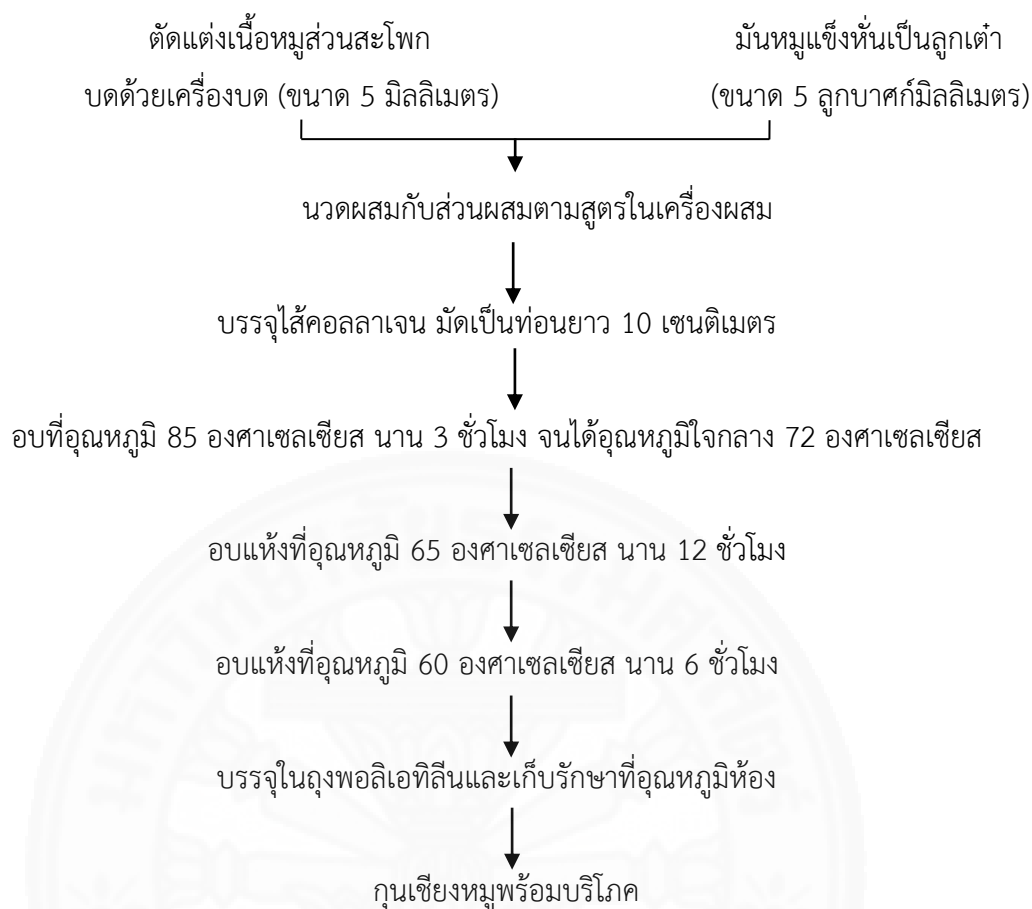 ตัดแต่งเนื้อหมูส่วนสะโพก
บดด้วยเครื่องบด (ขนาด 5 มิลลิเมตร)
มันหมูแข็งหั่นเป็นลูกเต๋า
(ขนาด 5 ลูกบาศก์มิลลิเมตร)
นวดผสมกับส่วนผสมตามสูตรในเครื่องผสม
บรรจุไส้คอลลาเจน มัดเป็นท่อนยาว 10 เซนติเมตร
อบที่อุณหภูมิ 85 องศาเซลเซียส นาน 3 ชั่วโมง จนได้อุณหภูมิใจกลาง 72 องศาเซลเซียส
อบแห้งที่อุณหภูมิ 65 องศาเซลเซียส นาน 12 ชั่วโมง
อบแห้งที่อุณหภูมิ 60 องศาเซลเซียส นาน 6 ชั่วโมง
บรรจุในถุงพอลิเอทิลีนและเก็บรักษาที่อุณหภูมิห้อง
กุนเชียงหมูพร้อมบริโภค